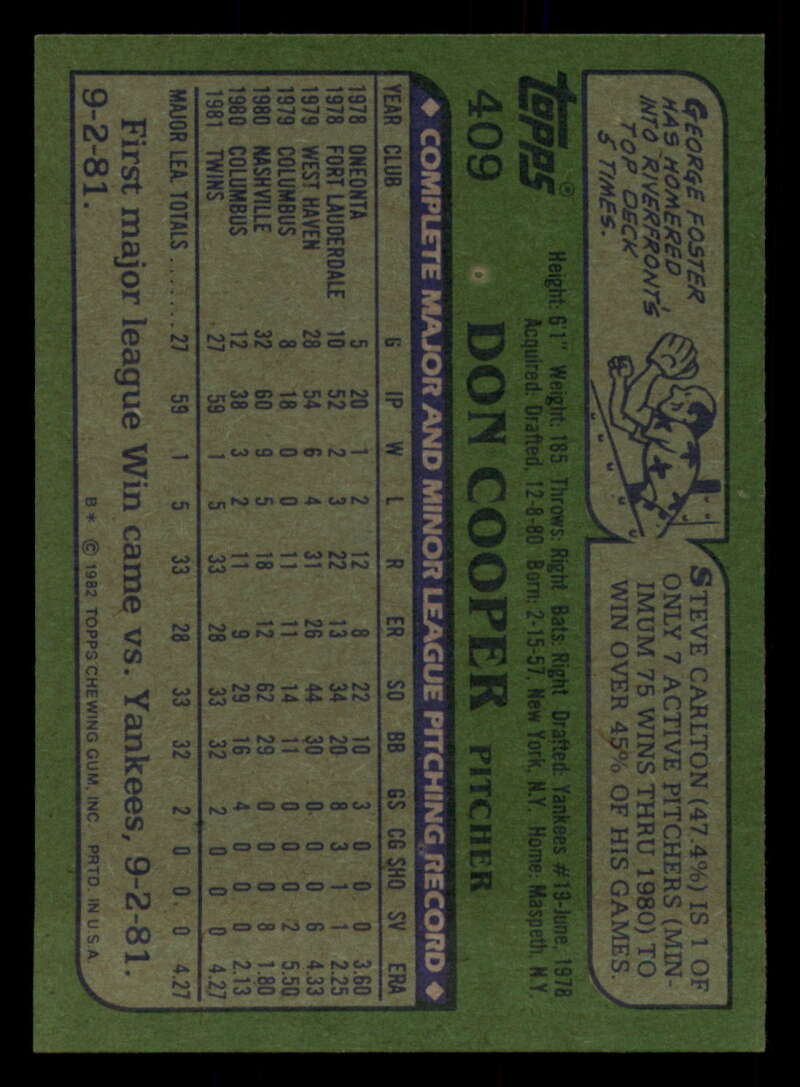 GEORGE FOSTER
HAS HOMERED
INTO RIVERFRONT'S
TOP DECK
5 TIMES.
STEVE CARLTON (47.4%) IS 1 OF
ONLY 7 ACTIVE PITCHERS (MIN-
IMUM 75 WINS THRU 1980) TO
WIN OVER 45% OF HIS GAMES.
Topps®
409
Height: 6'1" Weight: 185 Throws: Right Bats: Right Drafted: Yankees #19-June, 1978
Acquired: Drafted, 12-8-80 Born: 2-15-57, New York, N.Y. Home: Maspeth, N.Y.
DON COOPER PITCHER
◆ COMPLETE MAJOR AND MINOR LEAGUE PITCHING RECORD ◆
YEAR CLUB G IP W L R ER SO BB GS CG SHO SV ERA
1978 ONEONTA 5 20 1 2 12 8 22 10 3 0 0 0 3.60
1978 FORT LAUDERDALE 10 52 2 3 22 13 34 20 8 3 1 1 2.25
1979 WEST HAVEN 28 54 6 4 31 26 44 30 0 0 0 6 4.33
1979 COLUMBUS 8 18 0 0 11 11 14 11 0 0 0 2 5.50
1980 NASHVILLE 32 60 9 5 18 12 62 29 0 0 0 8 1.80
1980 COLUMBUS 12 38 3 2 11 9 29 16 4 0 0 0 2.13
1981 TWINS 27 59 1 5 33 28 33 32 2 0 0 0 4.27
MAJOR LEA. TOTALS ....... 27 59 1 5 33 28 33 32 2 0 0 0 4.27
First major league Win came vs. Yankees, 9-2-81.
9-2-81.
B* © 1982 TOPPS CHEWING GUM, INC. PRTD. IN U.S.A.